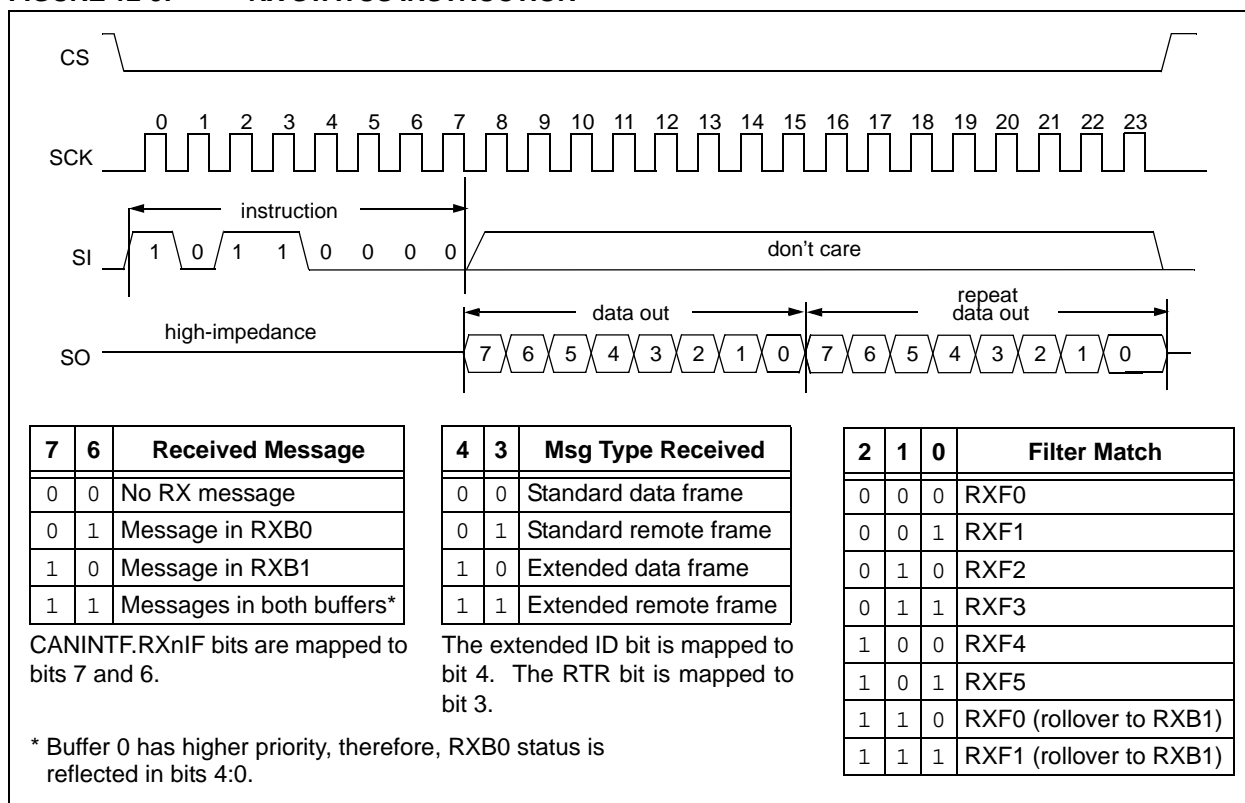 CS
0 1 2 3 4 5 6 7 8 9 10 11 12 13 14 15 16 17 18 19 20 21 22 23
SCK
instruction
SI 1 0 1 1 0 0 0 0 don't care
repeat
data out data out
high-impedance
SO 7 6 5 4 3 2 1 0 7 6 5 4 3 2 1 0
7 6 Received Message
0 0 No RX message
0 1 Message in RXB0
1 0 Message in RXB1
1 1 Messages in both buffers*
CANINTF.RXnIF bits are mapped to
bits 7 and 6.
4 3 Msg Type Received
0 0 Standard data frame
0 1 Standard remote frame
1 0 Extended data frame
1 1 Extended remote frame
The extended ID bit is mapped to
bit 4. The RTR bit is mapped to
bit 3.
2 1 0 Filter Match
0 0 0 RXF0
0 0 1 RXF1
0 1 0 RXF2
0 1 1 RXF3
1 0 0 RXF4
1 0 1 RXF5
1 1 0 RXF0 (rollover to RXB1)
1 1 1 RXF1 (rollover to RXB1)
* Buffer 0 has higher priority, therefore, RXB0 status is
reflected in bits 4:0.